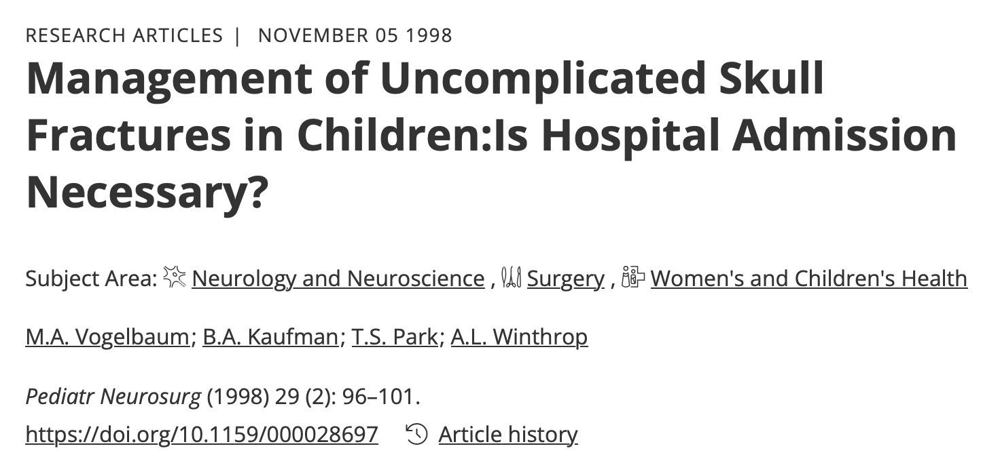 RESEARCH ARTICLES | NOVEMBER 05 1998
Management of Uncomplicated Skull
Fractures in Children:Is Hospital Admission
Necessary?
Subject Area: Neurology and Neuroscience , Surgery , Women's and Children's Health
M.A. Vogelbaum; B.A. Kaufman; T.S. Park; A.L. Winthrop
Pediatr Neurosurg (1998) 29 (2): 96–101.
https://doi.org/10.1159/000028697 Article history